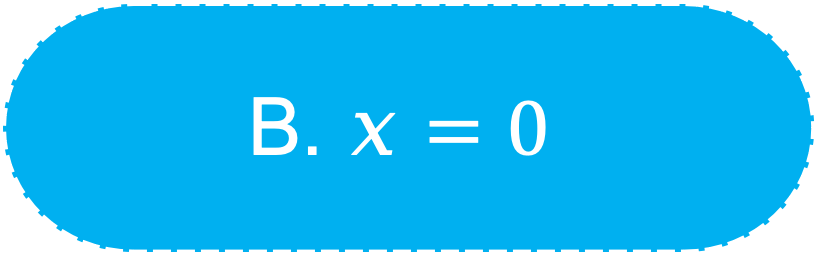 B. x = 0